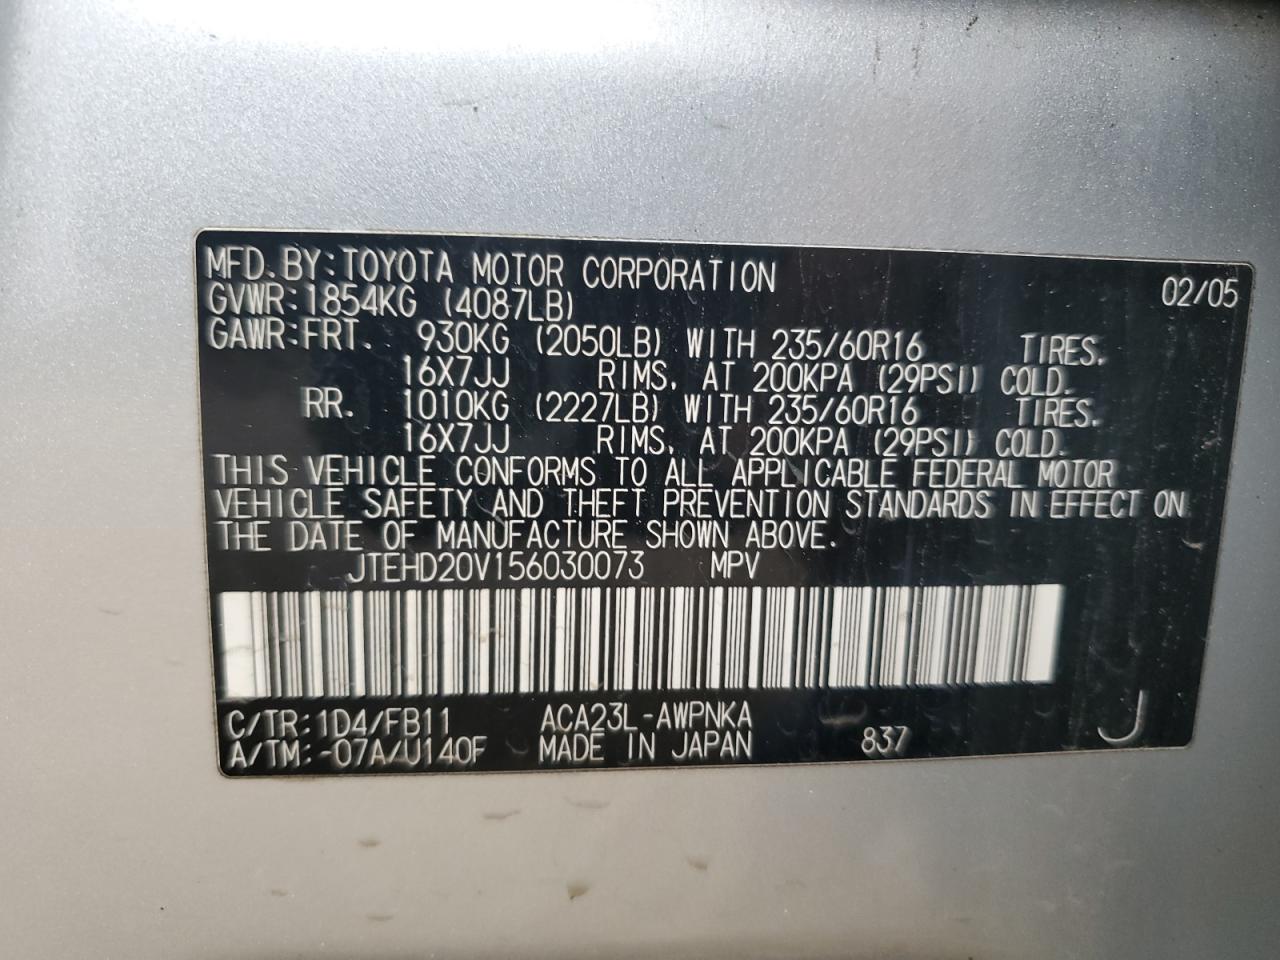 MFD. BY: TOYOTA MOTOR CORPORATION 02/05
GVWR: 1854KG (4087LB)
GAWR: FRT. 930KG (2050LB) WITH 235/60R16 TIRES,
16X7JJ RIMS, AT 200KPA (29PSI) COLD.
RR. 1010KG (2227LB) WITH 235/60R16 TIRES,
16X7JJ RIMS, AT 200KPA (29PSI) COLD.
THIS VEHICLE CONFORMS TO ALL APPLICABLE FEDERAL MOTOR
VEHICLE SAFETY AND THEFT PREVENTION STANDARDS IN EFFECT ON
THE DATE OF MANUFACTURE SHOWN ABOVE.
JTEHD20V156030073 MPV
C/TR: 1D4/FB11 ACA23L-AWPNKA J
A/TM: -07A/U140F MADE IN JAPAN 837